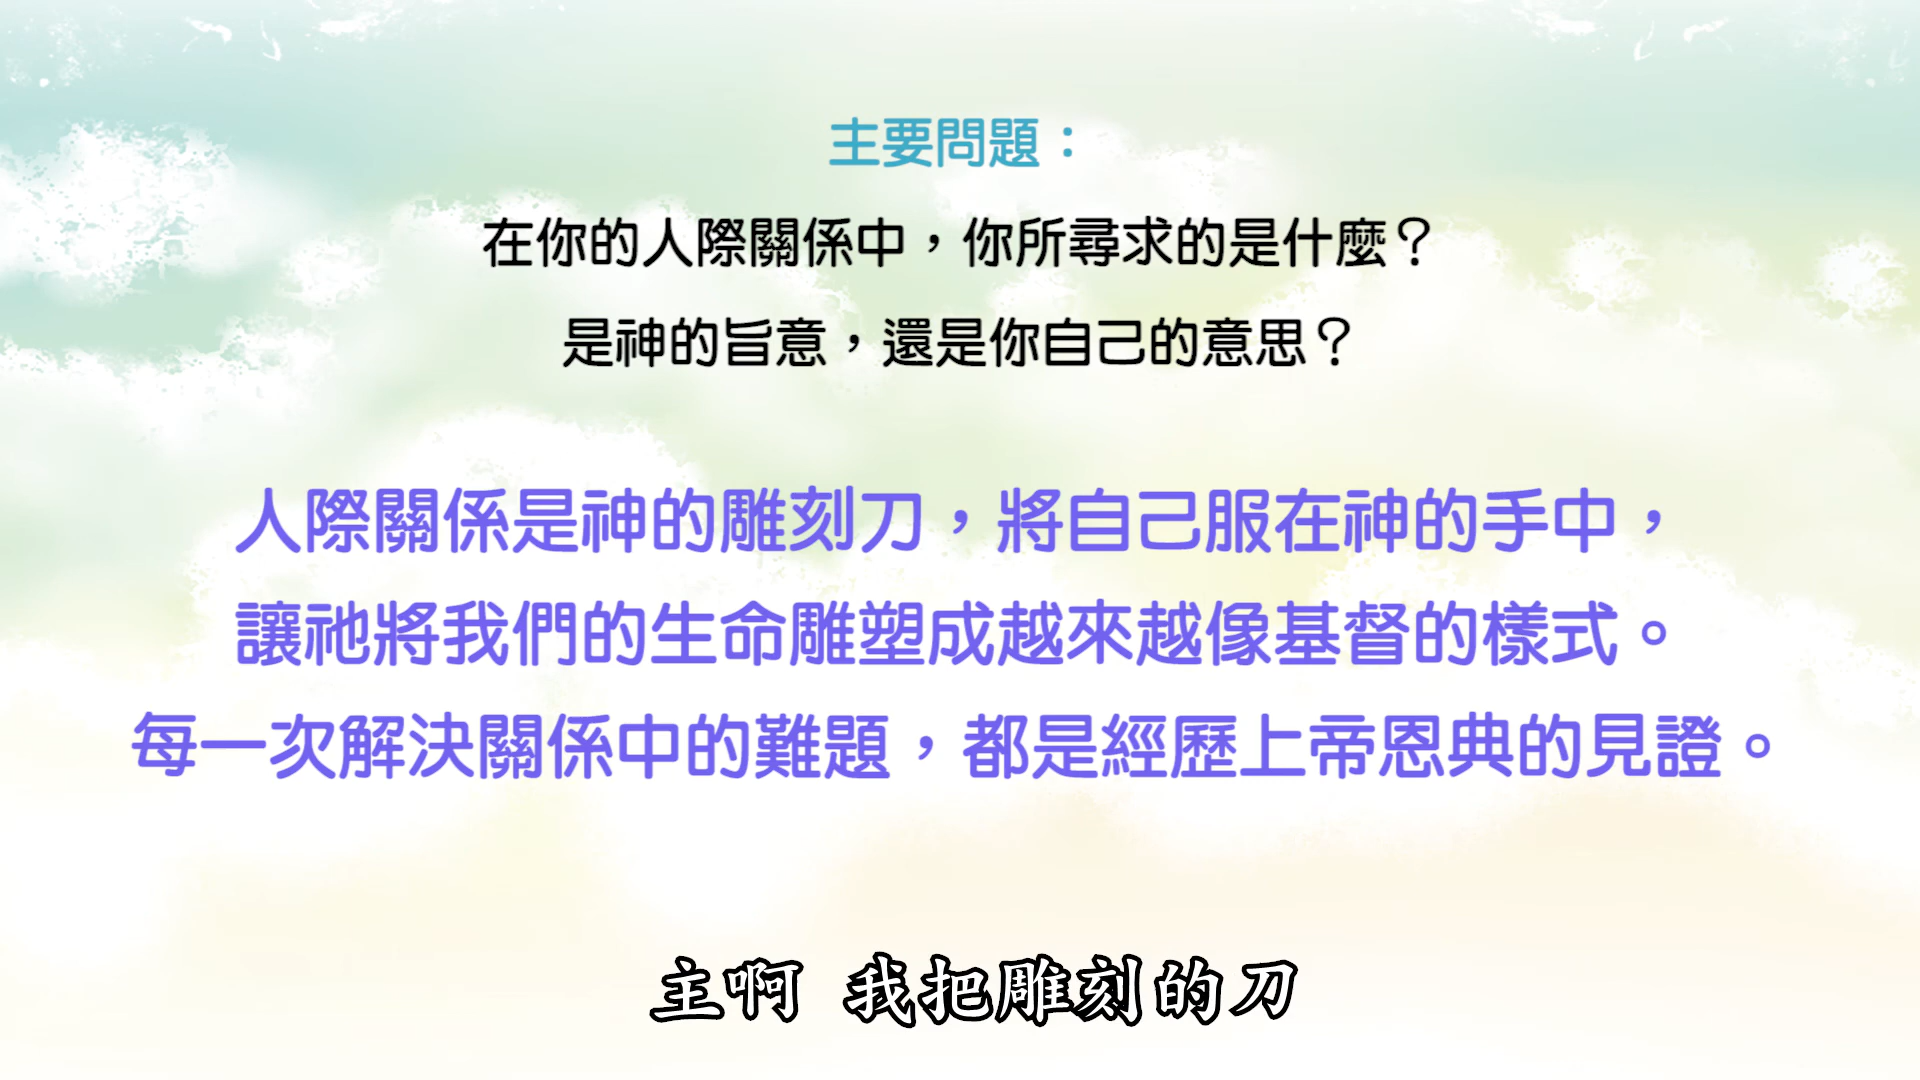 主要問題：
在你的人際關係中，你所尋求的是什麼？
是神的旨意，還是你自己的意思？
人際關係是神的雕刻刀，將自己服在神的手中，
讓祂將我們的生命雕塑成越來越像基督的樣式。
每一次解決關係中的難題，都是經歷上帝恩典的見證。
主啊 我把雕刻的刀